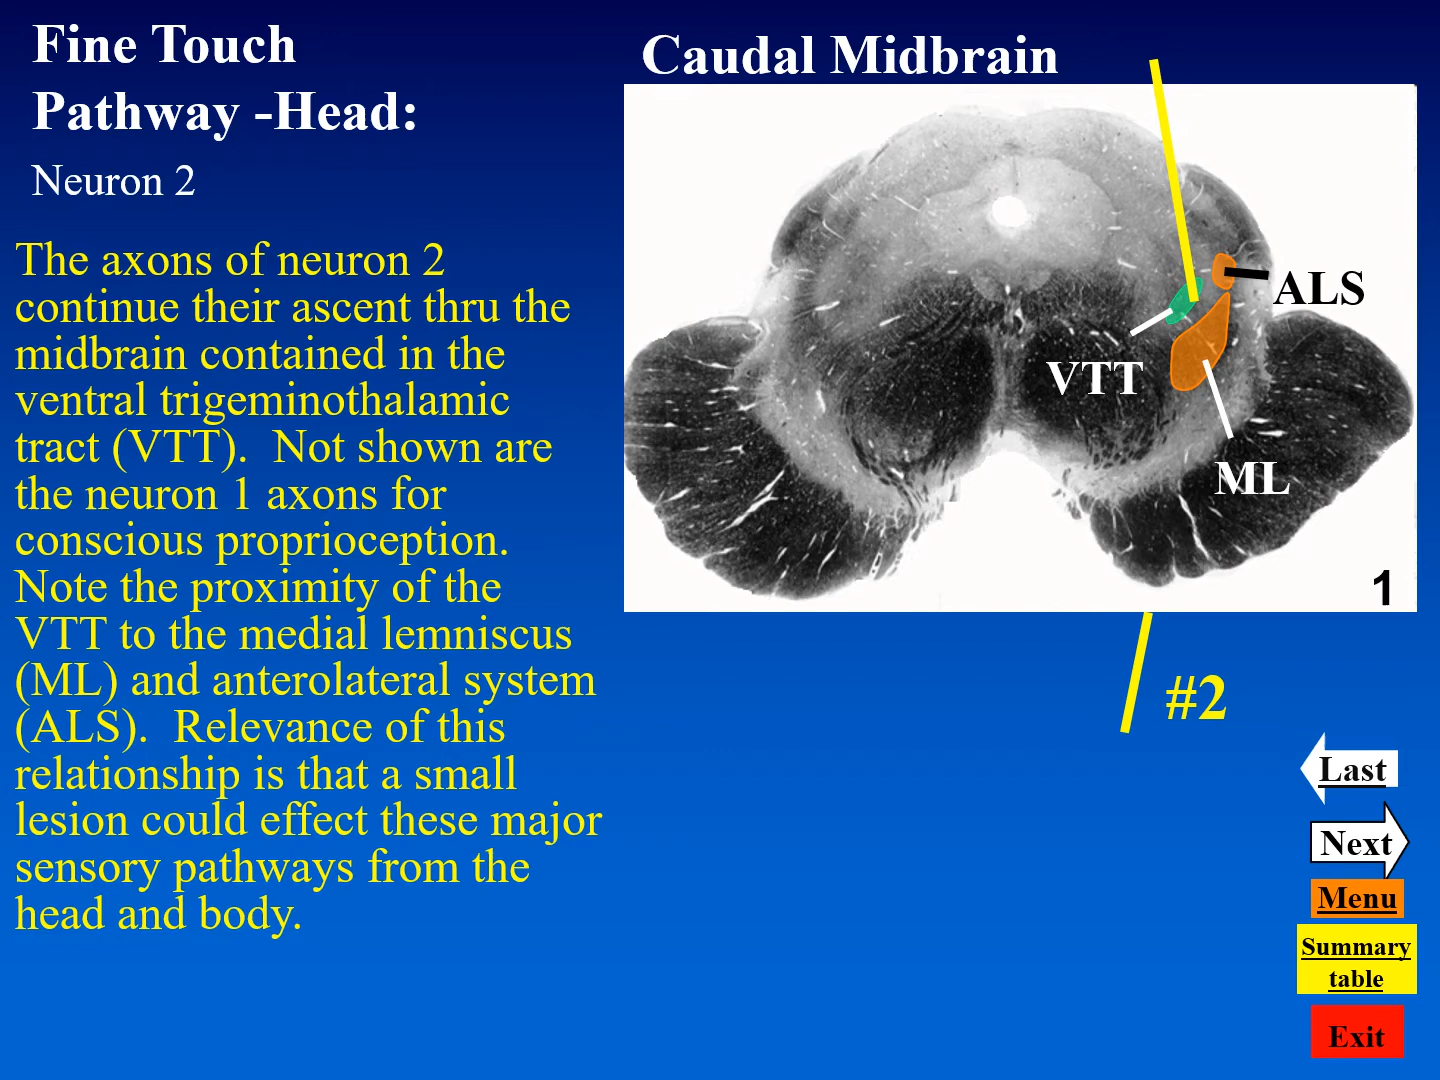 Fine Touch
Pathway -Head:
Neuron 2
The axons of neuron 2
continue their ascent thru the
midbrain contained in the
ventral trigeminothalamic
tract (VTT).  Not shown are
the neuron 1 axons for
conscious proprioception.
Note the proximity of the
VTT to the medial lemniscus
(ML) and anterolateral system
(ALS).  Relevance of this
relationship is that a small
lesion could effect these major
sensory pathways from the
head and body.
Caudal Midbrain
ALS
VTT
ML
1
#2
Last
Next
Menu
Summary
table
Exit